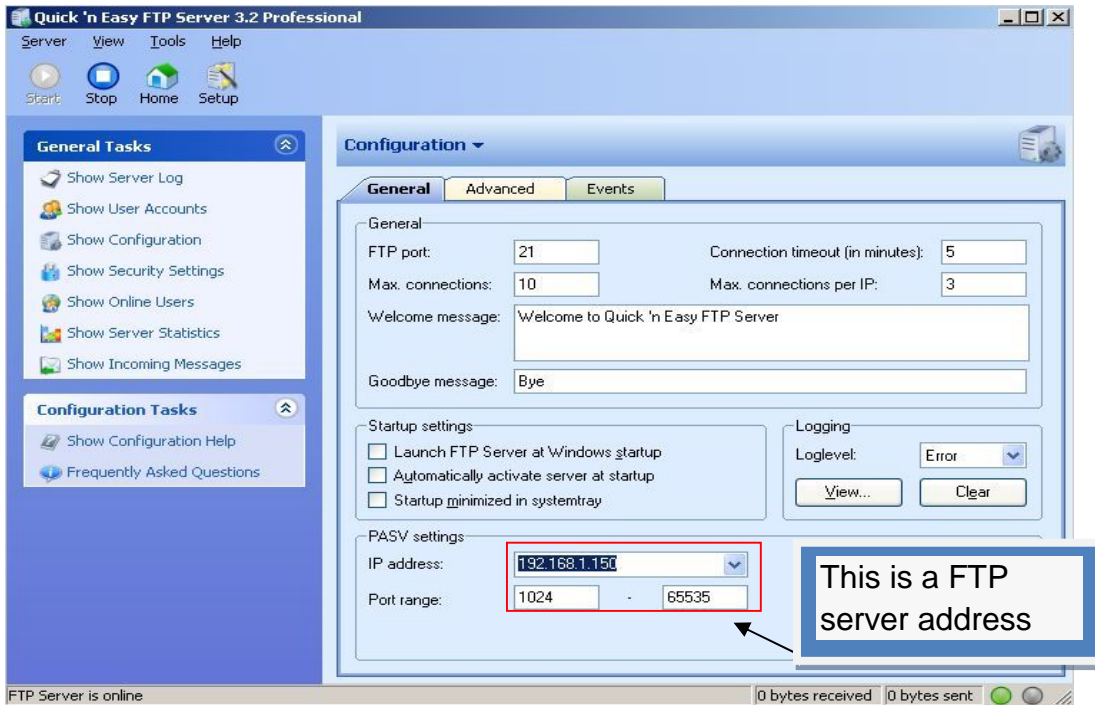 Quick 'n Easy FTP Server 3.2 Professional
Server View Tools Help
Start Stop Home Setup
General Tasks
Show Server Log
Show User Accounts
Show Configuration
Show Security Settings
Show Online Users
Show Server Statistics
Show Incoming Messages
Configuration Tasks
Show Configuration Help
Frequently Asked Questions
Configuration
General Advanced Events
General
FTP port: 21 Connection timeout (in minutes): 5
Max. connections: 10 Max. connections per IP: 3
Welcome message: Welcome to Quick 'n Easy FTP Server
Goodbye message: Bye
Startup settings
Launch FTP Server at Windows startup
Automatically activate server at startup
Startup minimized in systemtray
Logging
Loglevel: Error
View... Clear
PASV settings
IP address: 192.168.1.150
Port range: 1024 - 65535
This is a FTP
server address
FTP Server is online 0 bytes received 0 bytes sent